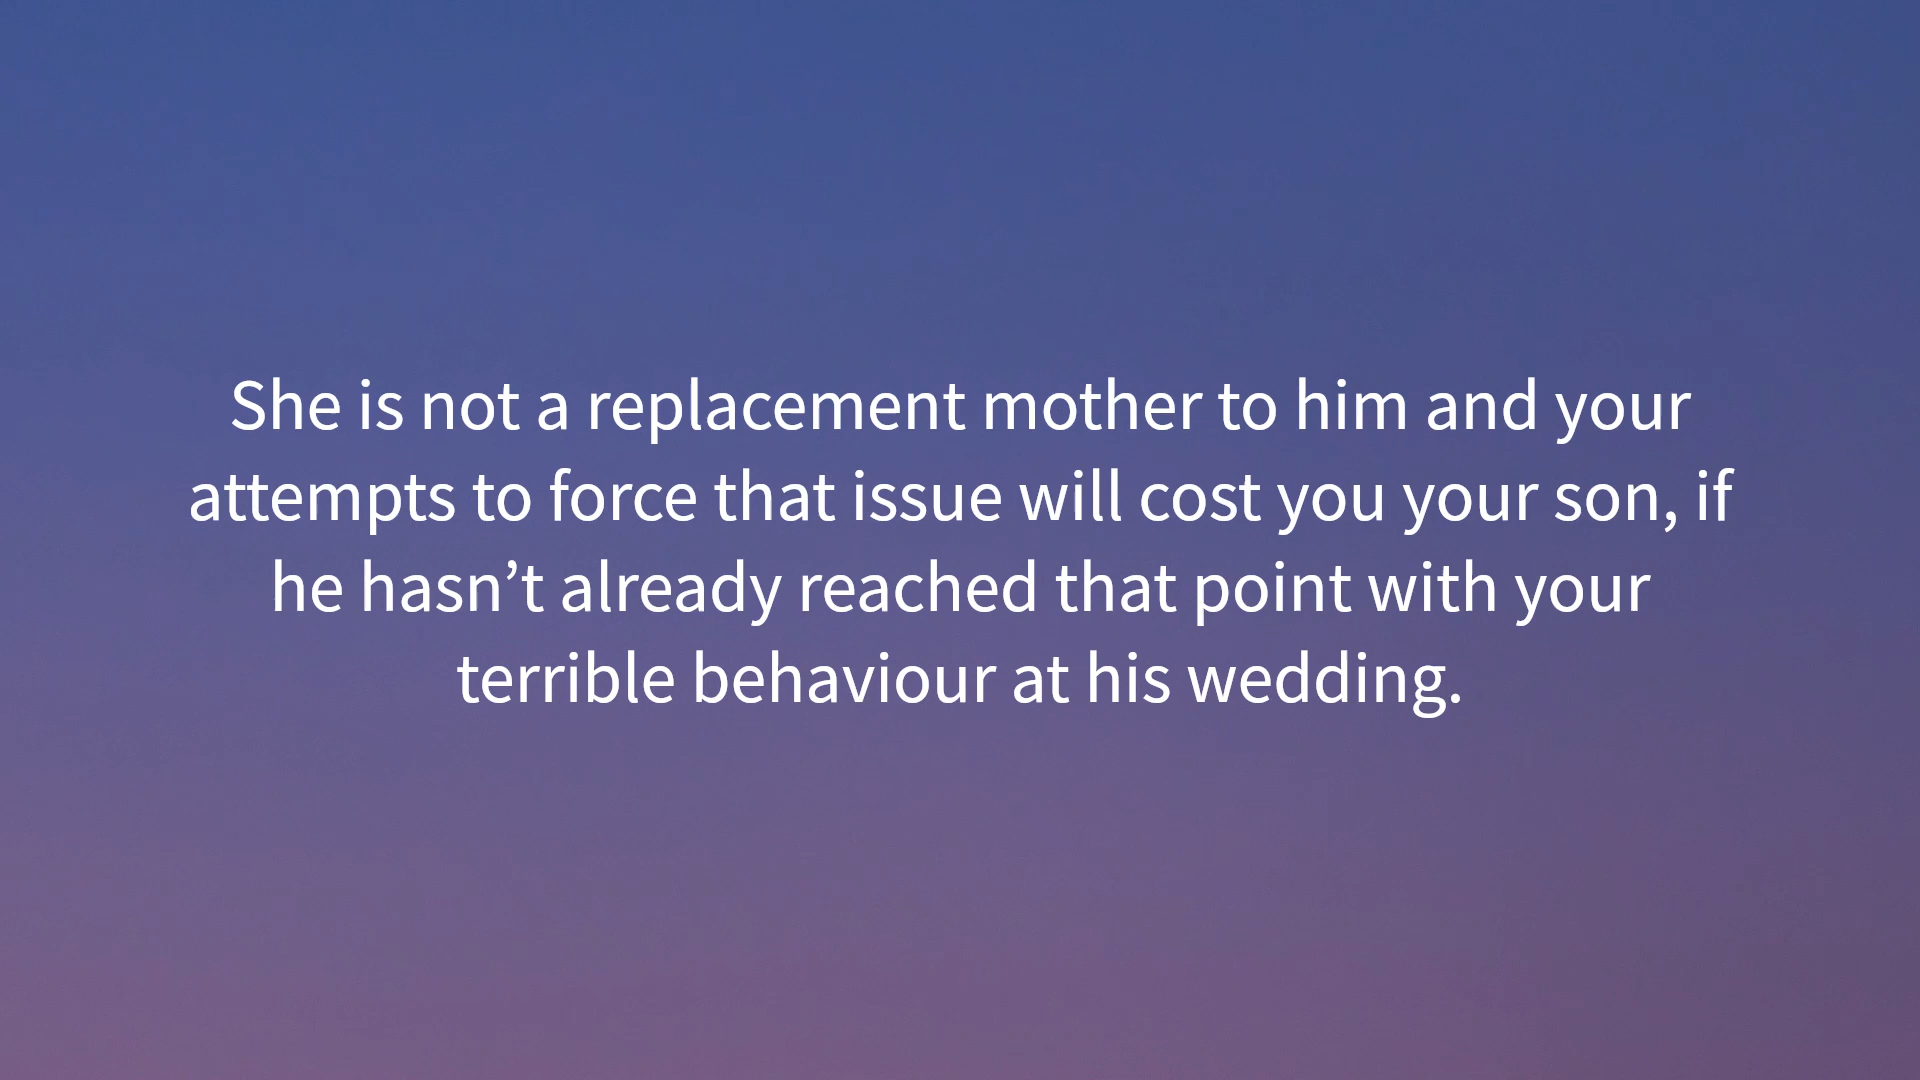 She is not a replacement mother to him and your
attempts to force that issue will cost you your son, if
he hasn’t already reached that point with your
terrible behaviour at his wedding.